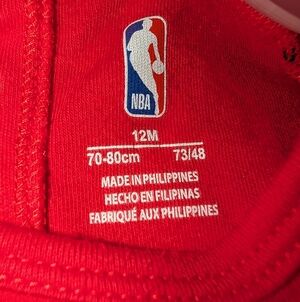 NBA
12M
70-80cm 73/48
MADE IN PHILIPPINES
HECHO EN FILIPINAS
FABRIQUÉ AUX PHILIPPINES